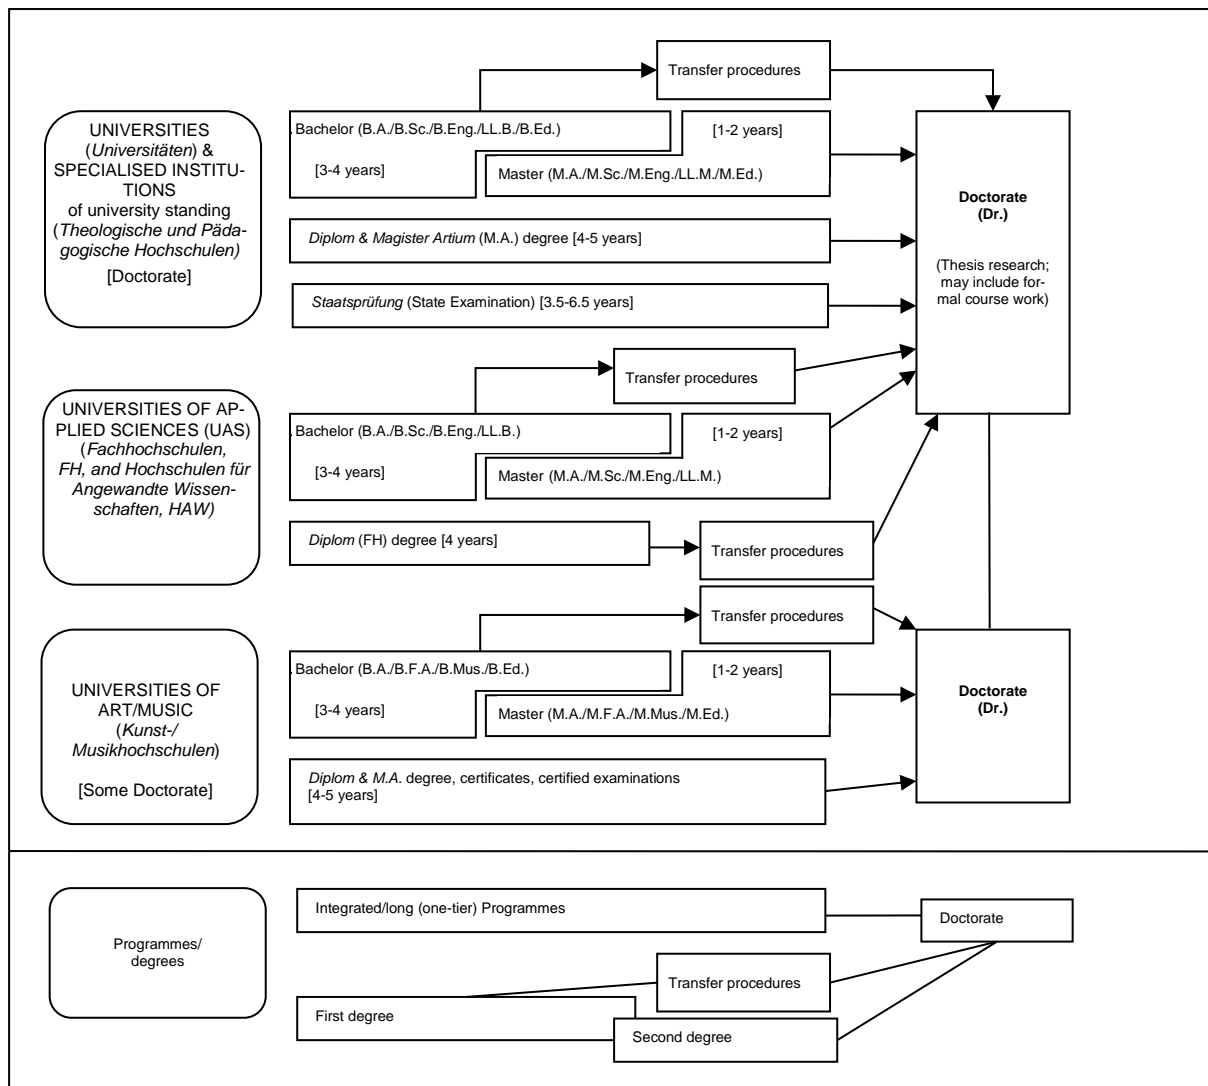 Transfer procedures
UNIVERSITIES
(Universitäten) &
SPECIALISED INSTITU-
TIONS
of university standing
(Theologische und Päda-
gogische Hochschulen)
[Doctorate]
. Bachelor (B.A./B.Sc./B.Eng./LL.B./B.Ed.)
[3-4 years]
[1-2 years]
Master (M.A./M.Sc./M.Eng./LL.M./M.Ed.)
Diplom & Magister Artium (M.A.) degree [4-5 years]
Staatsprüfung (State Examination) [3.5-6.5 years]
Doctorate
(Dr.)
(Thesis research;
may include for-
mal course work)
Transfer procedures
UNIVERSITIES OF AP-
PLIED SCIENCES (UAS)
(Fachhochschulen,
FH, and Hochschulen für
Angewandte Wissen-
schaften, HAW)
. Bachelor (B.A./B.Sc./B.Eng./LL.B.)
[3-4 years]
[1-2 years]
Master (M.A./M.Sc./M.Eng./LL.M.)
Diplom (FH) degree [4 years]
Transfer procedures
Transfer procedures
UNIVERSITIES OF
ART/MUSIC
(Kunst-/
Musikhochschulen)
[Some Doctorate]
. Bachelor (B.A./B.F.A./B.Mus./B.Ed.)
[3-4 years]
[1-2 years]
Master (M.A./M.F.A./M.Mus./M.Ed.)
Diplom & M.A. degree, certificates, certified examinations
[4-5 years]
Doctorate
(Dr.)
Programmes/
degrees
Integrated/long (one-tier) Programmes
Doctorate
Transfer procedures
First degree
Second degree